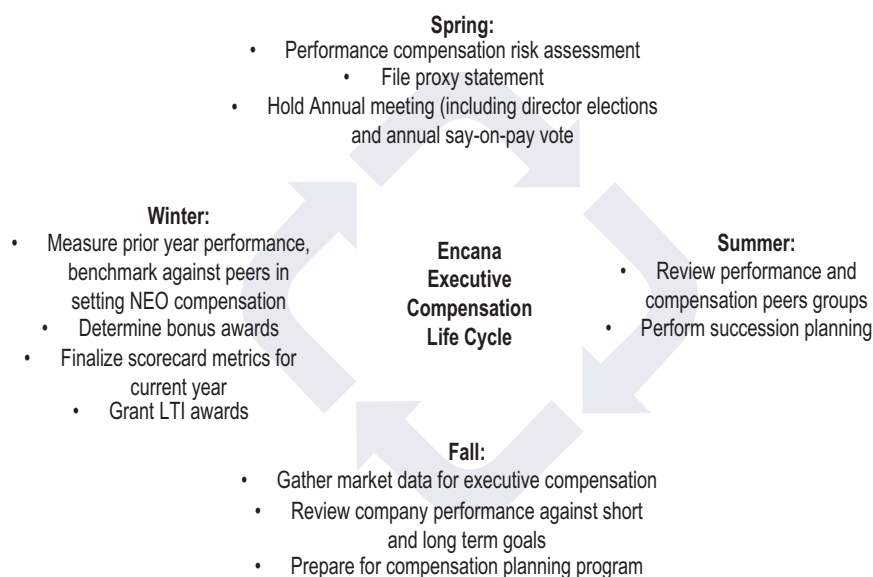 Spring:
• Performance compensation risk assessment
• File proxy statement
• Hold Annual meeting (including director elections
and annual say-on-pay vote
Winter:
• Measure prior year performance,
benchmark against peers in
setting NEO compensation
• Determine bonus awards
• Finalize scorecard metrics for
current year
• Grant LTI awards
Encana
Executive
Compensation
Life Cycle
Summer:
• Review performance and
compensation peers groups
• Perform succession planning
Fall:
• Gather market data for executive compensation
• Review company performance against short
and long term goals
• Prepare for compensation planning program